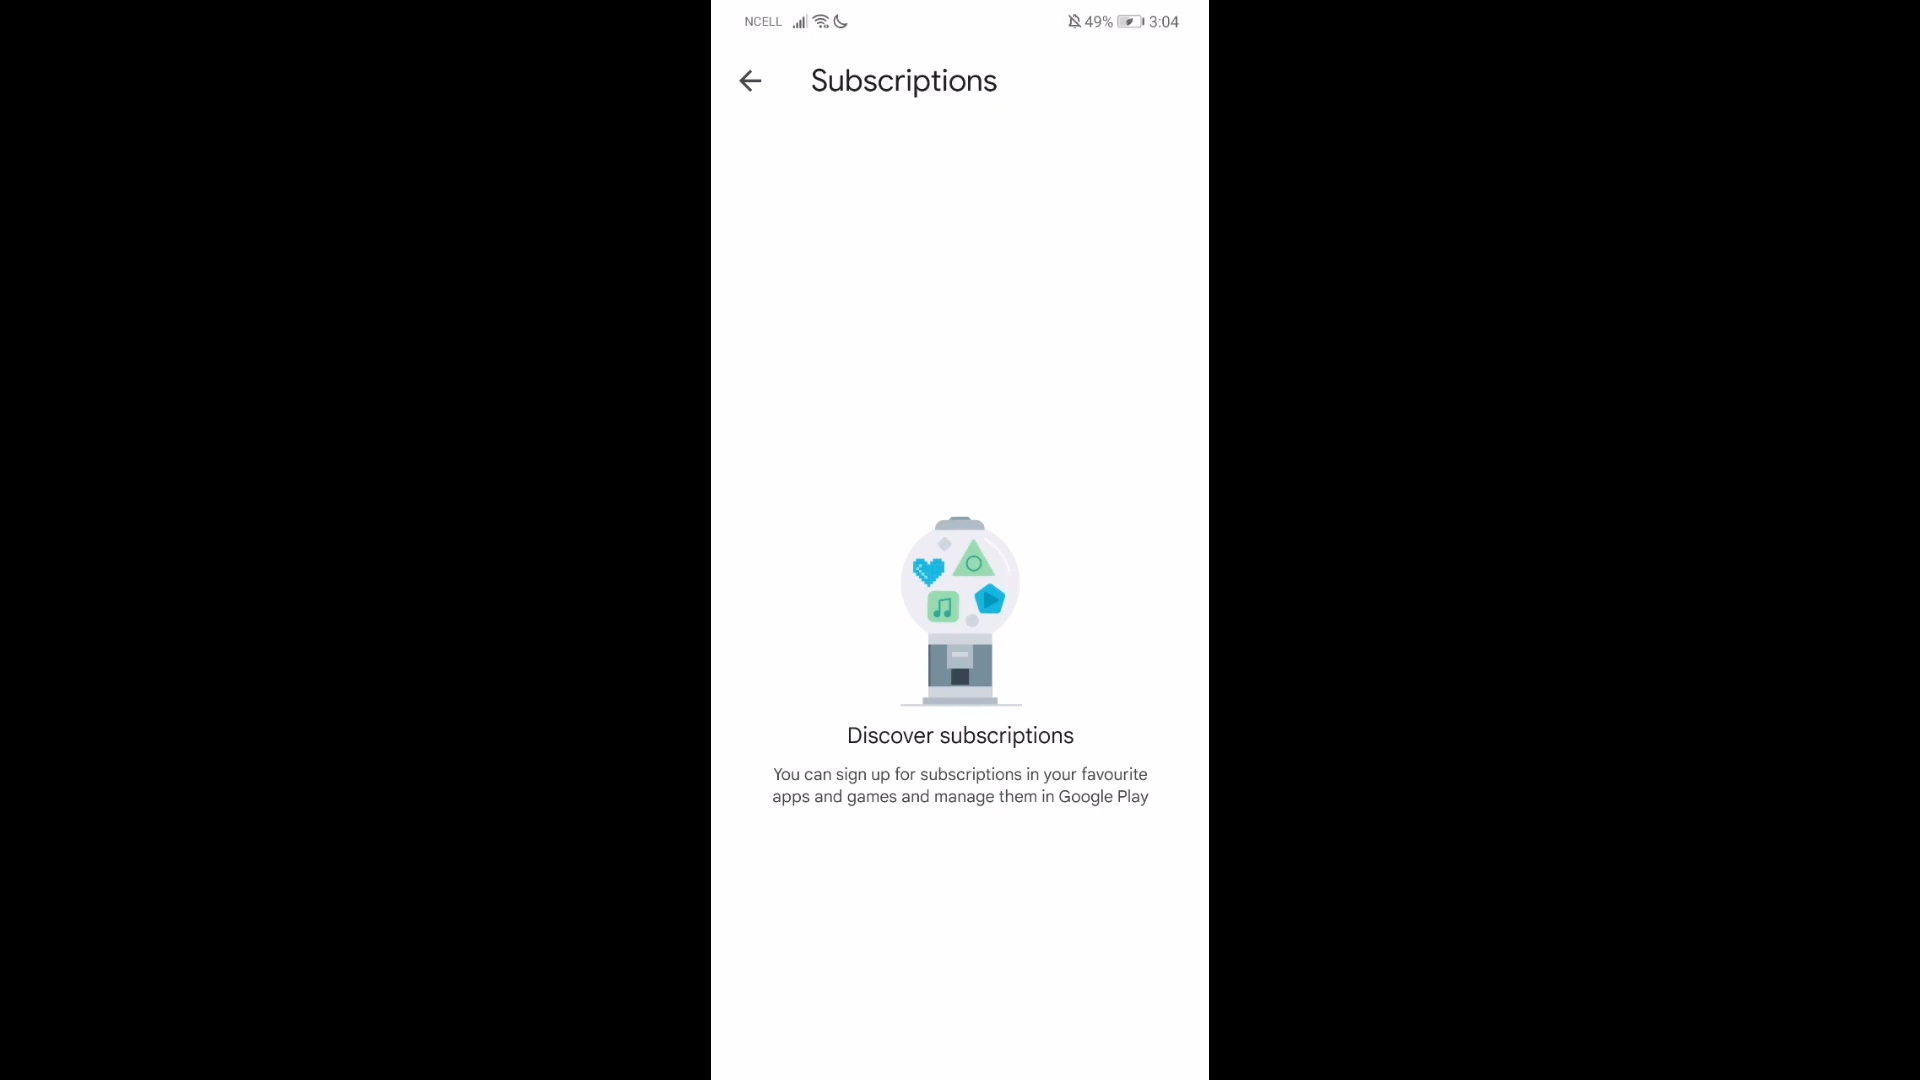 NCELL 49% 3:04
Subscriptions
Discover subscriptions
You can sign up for subscriptions in your favourite
apps and games and manage them in Google Play